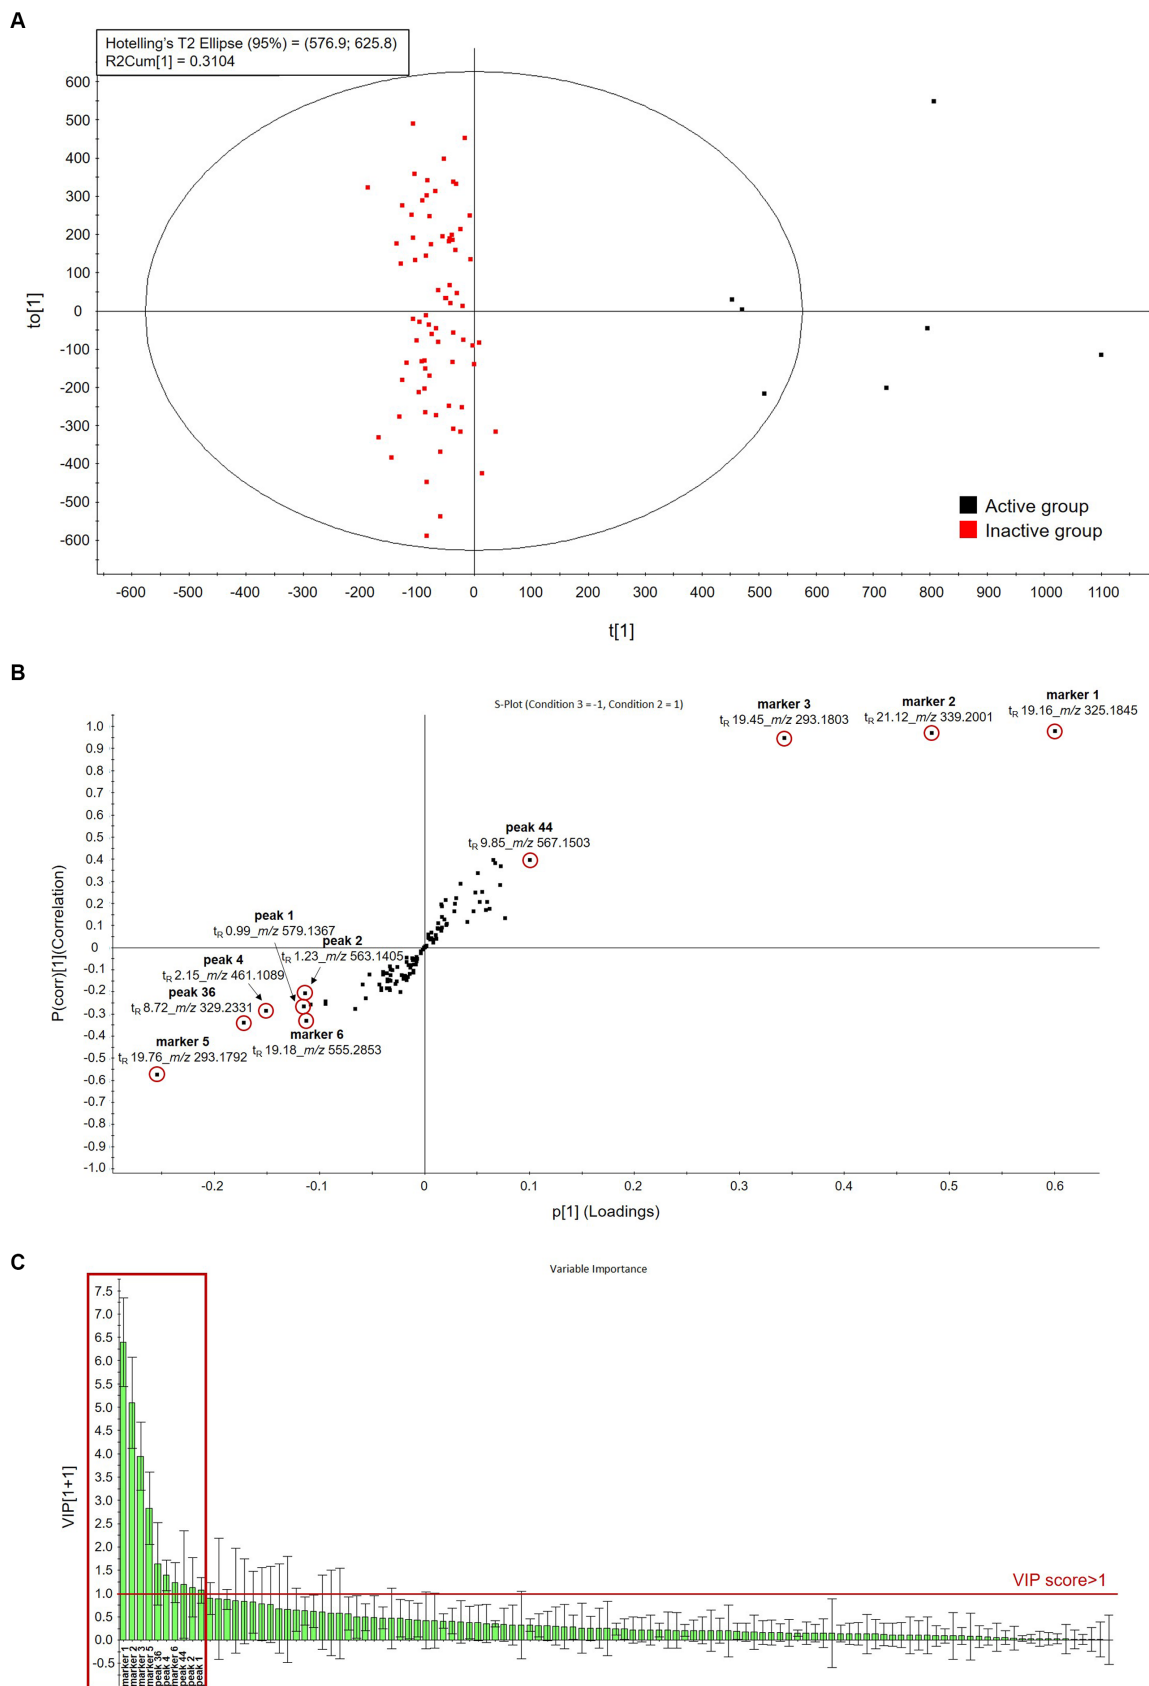 A
Hotelling's T2 Ellipse (95%) = (576.9; 625.8)
R2Cum[1] = 0.3104
600
500
400
300
200
100
0
-100
-200
-300
-400
-500
-600
to[1]
Active group
Inactive group
-600 -500 -400 -300 -200 -100 0 100 200 300 400 500 600 700 800 900 1000 1100
t[1]
B
S-Plot (Condition 3 = -1, Condition 2 = 1)
marker 3
tR 19.45_m/z 293.1803
marker 2
tR 21.12_m/z 339.2001
marker 1
tR 19.16_m/z 325.1845
peak 44
tR 9.85_m/z 567.1503
peak 1
tR 0.99_m/z 579.1367
peak 2
tR 1.23_m/z 563.1405
peak 4
tR 2.15_m/z 461.1089
peak 36
tR 8.72_m/z 329.2331
marker 6
tR 19.18_m/z 555.2853
marker 5
tR 19.76_m/z 293.1792
1.0
0.9
0.8
0.7
0.6
0.5
0.4
0.3
0.2
0.1
0
-0.1
-0.2
-0.3
-0.4
-0.5
-0.6
-0.7
-0.8
-0.9
-1.0
P(corr)[1](Correlation)
-0.2 -0.1 0 0.1 0.2 0.3 0.4 0.5 0.6
p[1] (Loadings)
C
Variable Importance
7.5
7.0
6.5
6.0
5.5
5.0
4.5
4.0
3.5
3.0
2.5
2.0
1.5
1.0
0.5
0.0
-0.5
VIP[1+1]
VIP score>1
marker 1
marker 2
marker 3
marker 5
peak 36
peak 4
marker 6
peak 44
peak 2
peak 1